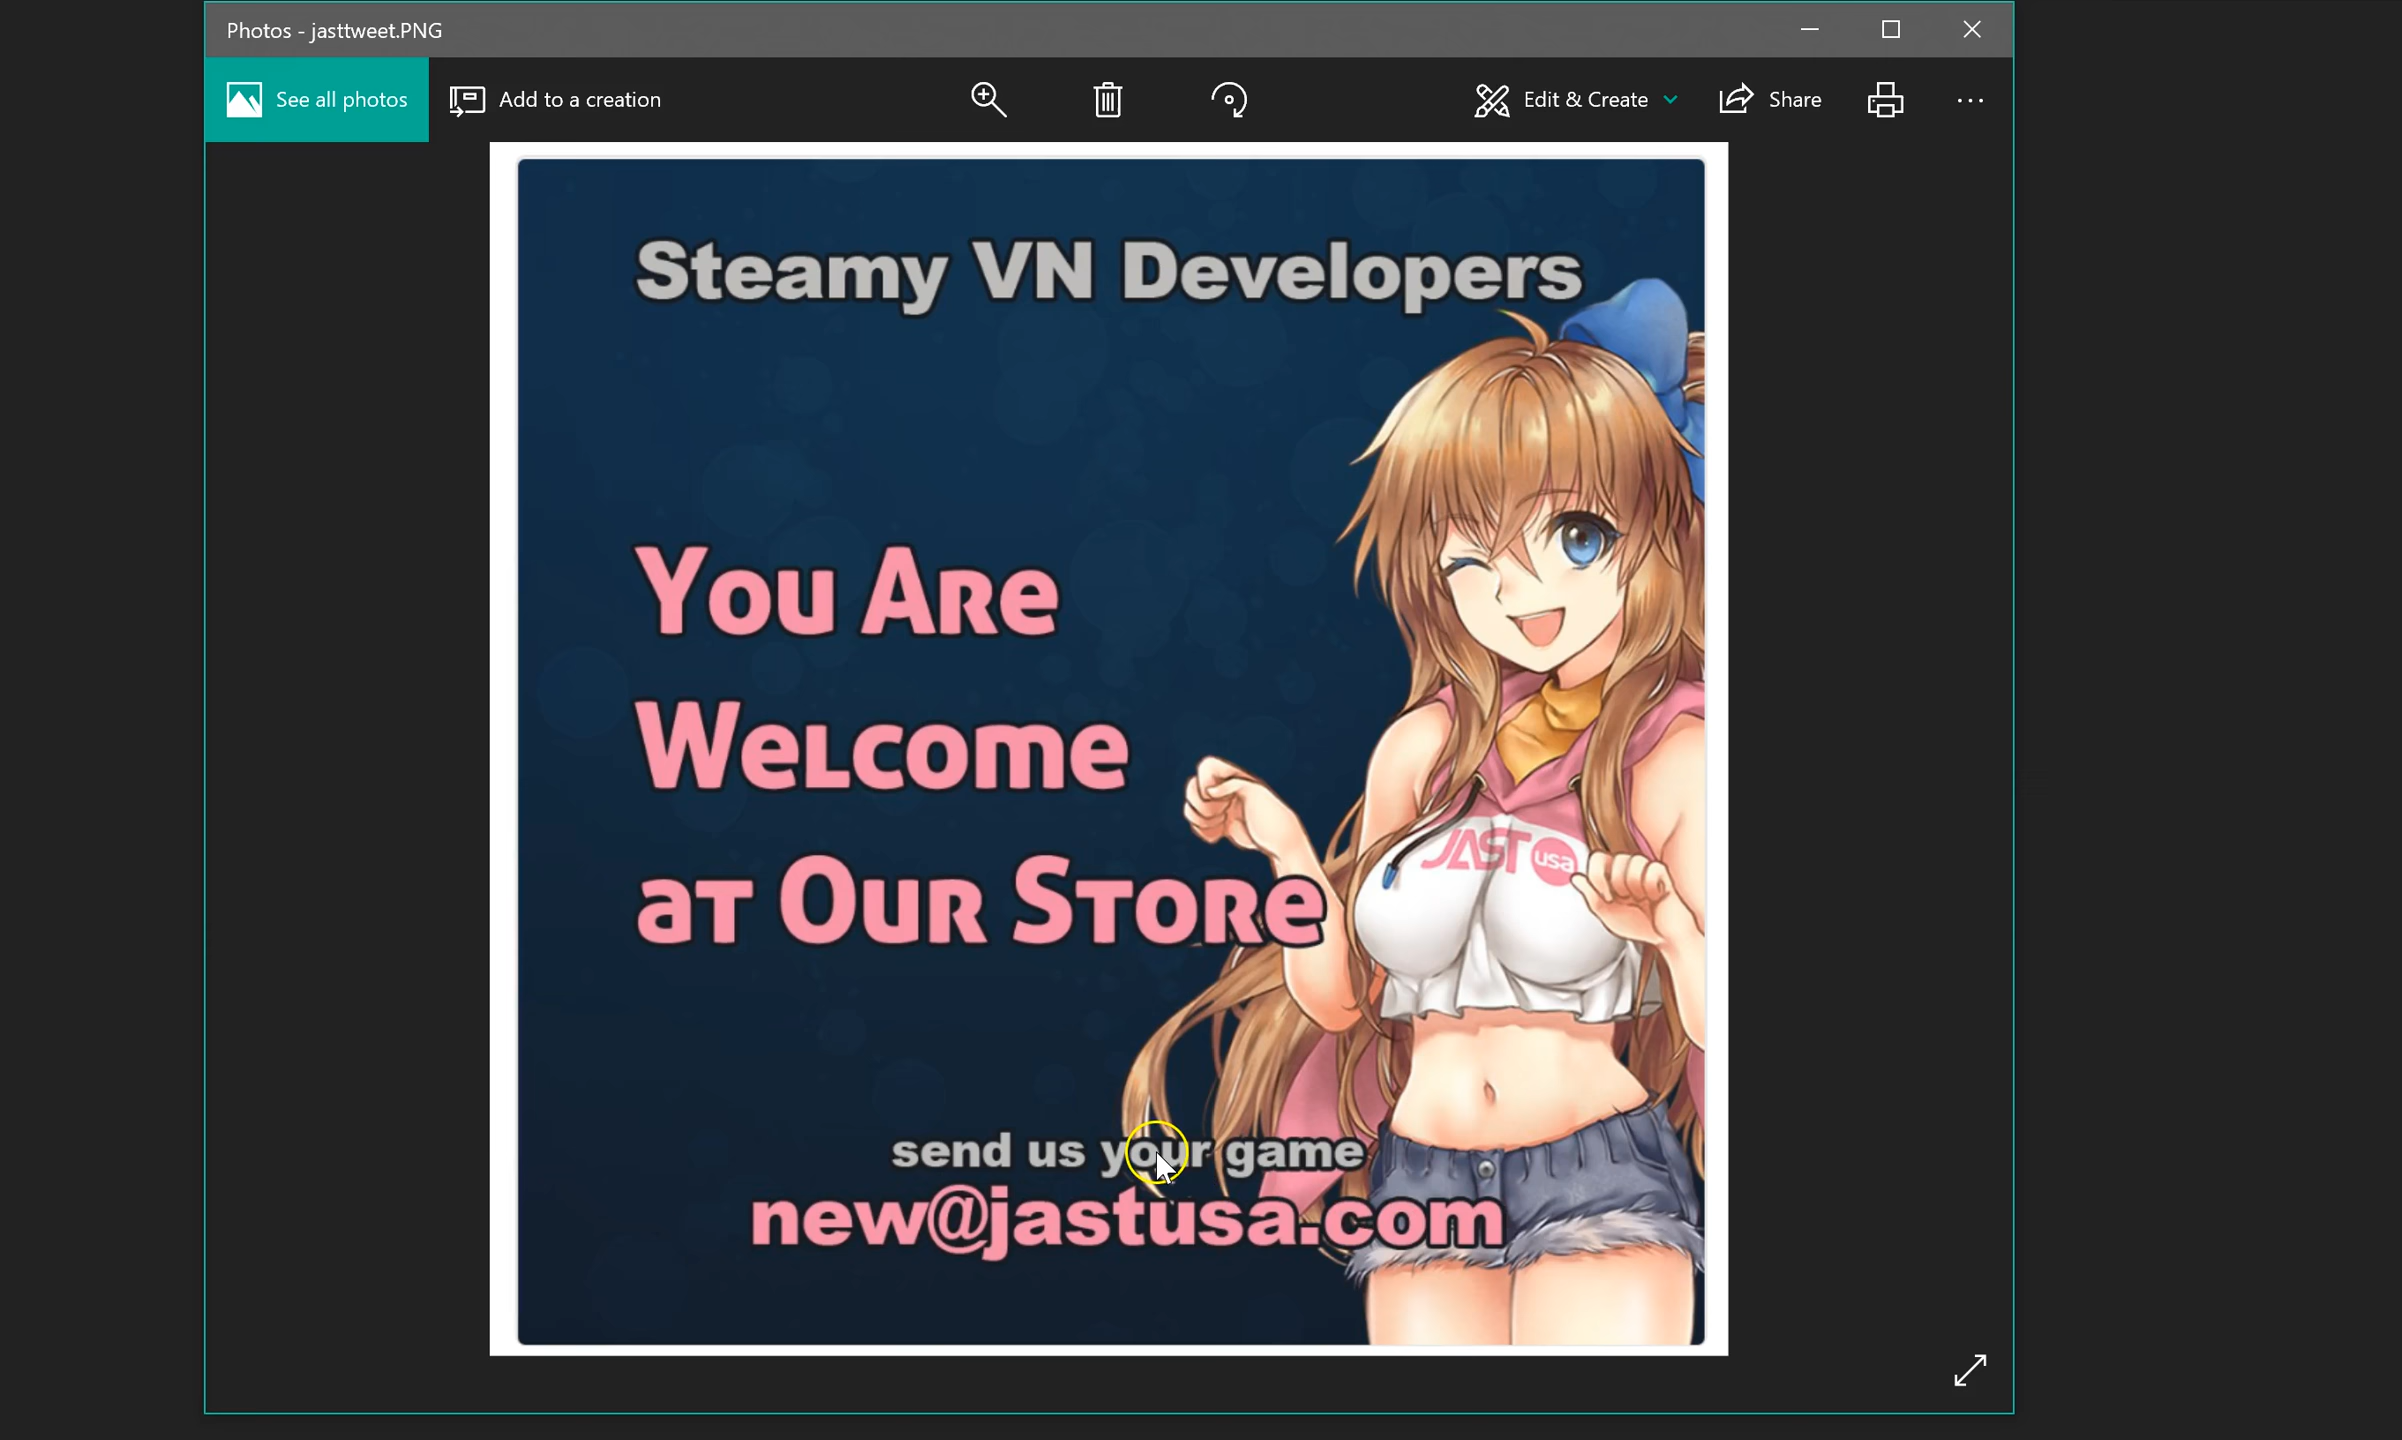 Photos - jasttweet.PNG
See all photos
Add to a creation
Edit & Create
Share
Steamy VN Developers
You Are
Welcome
at Our Store
JAST usa
send us your game
new@jastusa.com